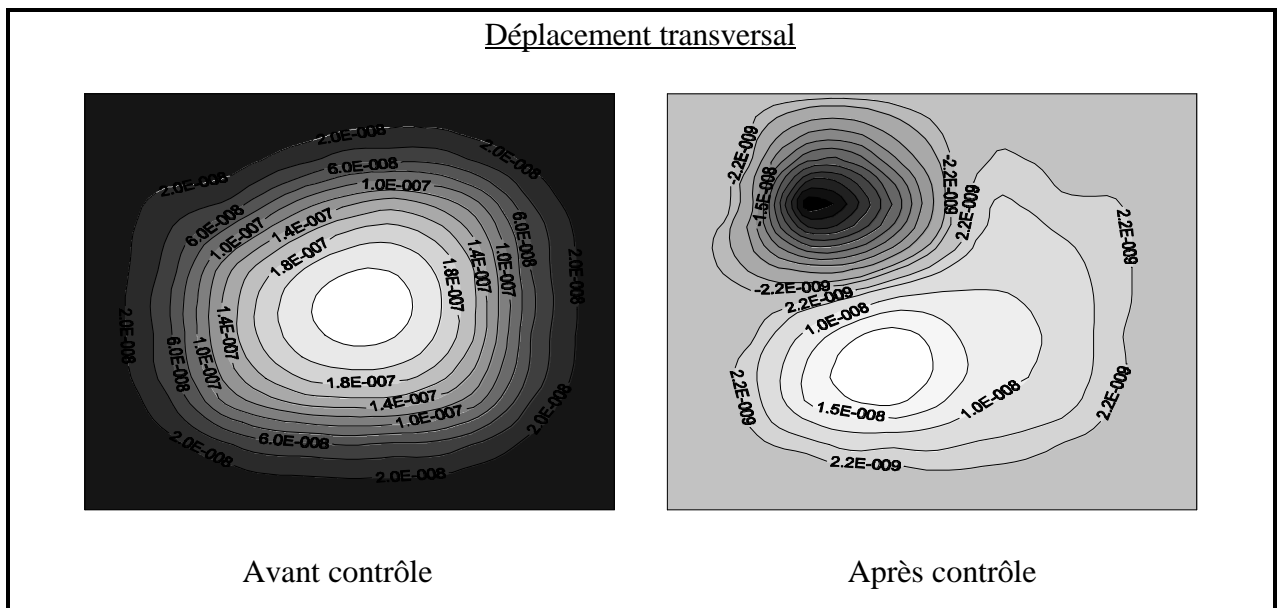 Déplacement transversal
2.0E-008
2.0E-008
2.0E-008
6.0E-008
1.0E-007
6.0E-008
1.0E-007
1.4E-007
1.8E-007
6.0E-008
1.0E-007
1.4E-007
1.8E-007
2.0E-008
2.0E-008
6.0E-008
1.0E-007
1.4E-007
1.8E-007
1.4E-007
1.0E-007
6.0E-008
2.0E-008
2.0E-008
2.0E-008
-2.2E-009
-1.5E-008
-2.2E-009
-2.2E-009
2.2E-009
2.2E-009
-2.2E-009
2.2E-009
1.0E-008
2.2E-009
1.5E-008
1.0E-008
2.2E-009
2.2E-009
Avant contrôle
Après contrôle